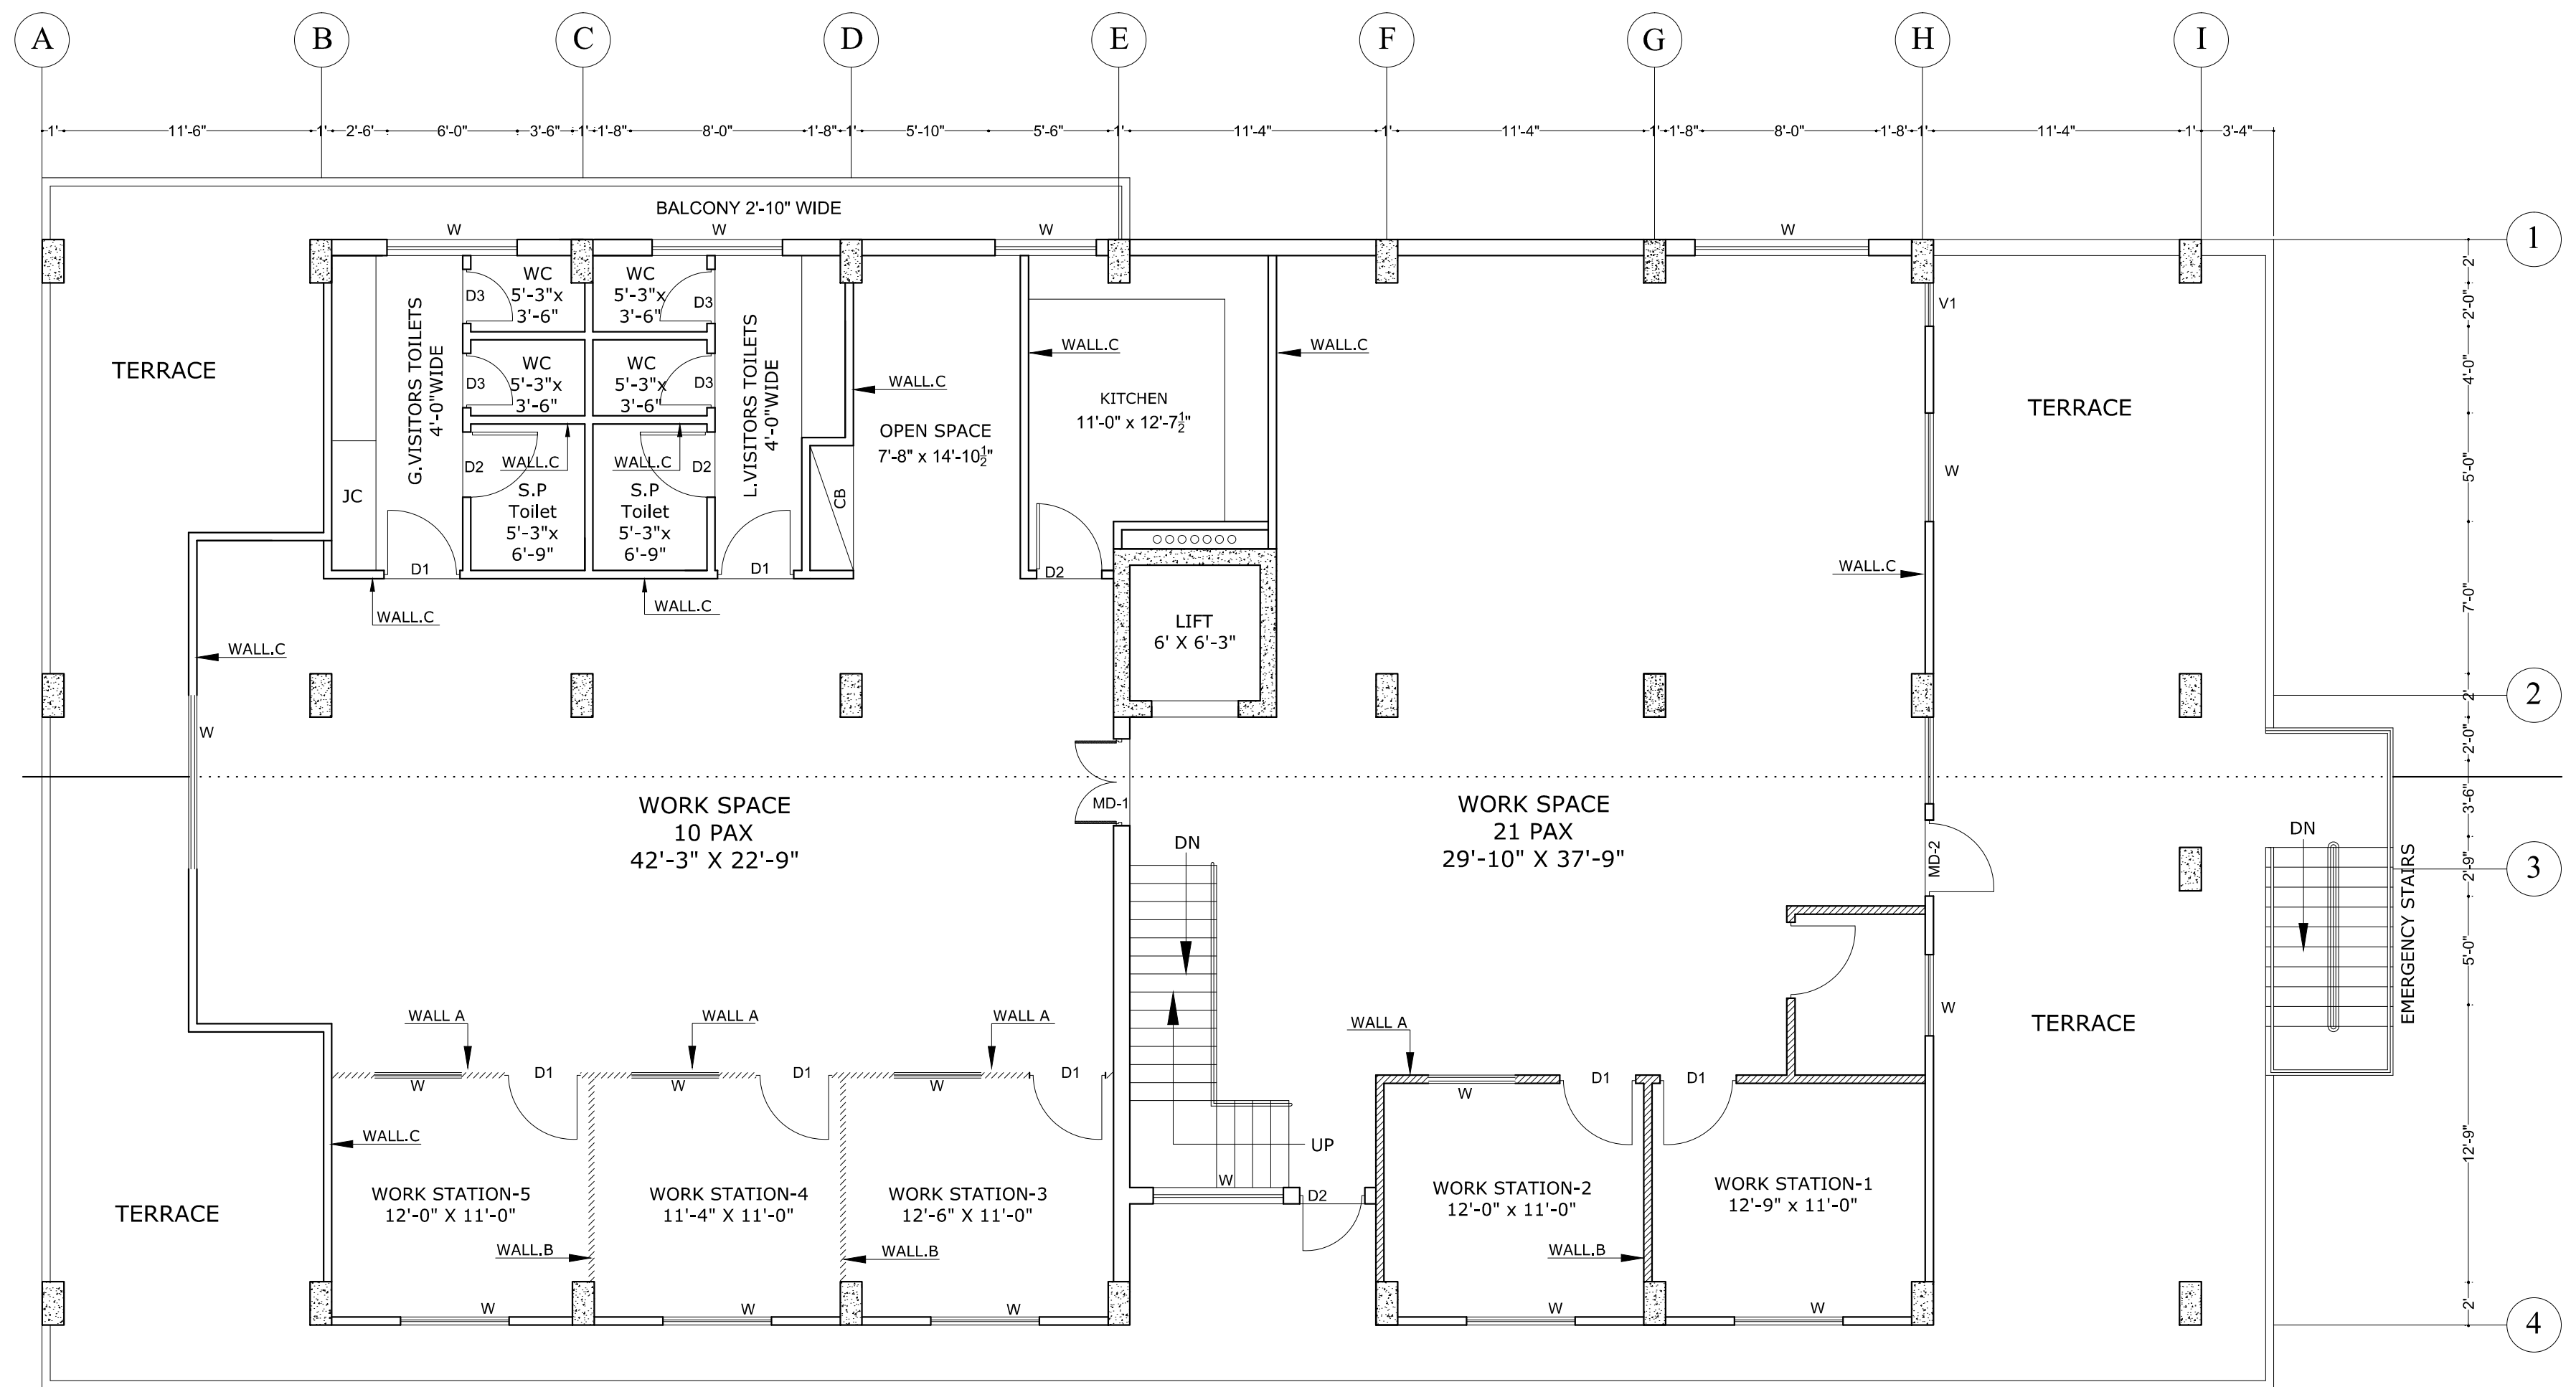 A B C D E F G H I
1' 11'-6" 1' 2'-6' 6'-0" 3'-6" 1' 1'-8" 8'-0" 1'-8" 1' 5'-10" 5'-6" 1' 11'-4" 1' 11'-4" 1' 1'-8" 8'-0" 1'-8' 1' 11'-4" 1' 3'-4"
BALCONY 2'-10" WIDE
W W W W
1
2'
2'-0"
4'-0"
5'-0"
7'-0"
2'
2
2'-0"
3'-6"
3
2'-9"
5'-0"
12'-9"
2'
4
TERRACE
G.VISITORS TOILETS
4'-0"WIDE
JC
D3
WC
5'-3"x
3'-6"
WC
5'-3"x
3'-6"
D3
D3
WC
5'-3"x
3'-6"
WC
5'-3"x
3'-6"
D3
D2
WALL.C
WALL.C
D2
S.P
Toilet
5'-3"x
6'-9"
S.P
Toilet
5'-3"x
6'-9"
L.VISITORS TOILETS
4'-0"WIDE
CB
D1
D1
WALL.C
WALL.C
WALL.C
OPEN SPACE
7'-8" x 14'-10½"
WALL.C
KITCHEN
11'-0" x 12'-7½"
D2
WALL.C
LIFT
6' X 6'-3"
V1
W
WALL.C
TERRACE
WALL.C
W
WORK SPACE
10 PAX
42'-3" X 22'-9"
MD-1
WORK SPACE
21 PAX
29'-10" X 37'-9"
MD-2
DN
DN
EMERGENCY STAIRS
W
TERRACE
WALL A
WALL A
WALL A
WALL A
W
D1
W
D1
W
D1
W
D1
D1
WALL.C
UP
W
D2
WORK STATION-5
12'-0" X 11'-0"
WORK STATION-4
11'-4" X 11'-0"
WORK STATION-3
12'-6" X 11'-0"
WORK STATION-2
12'-0" x 11'-0"
WORK STATION-1
12'-9" x 11'-0"
TERRACE
WALL.B
WALL.B
WALL.B
W
W
W
W
W